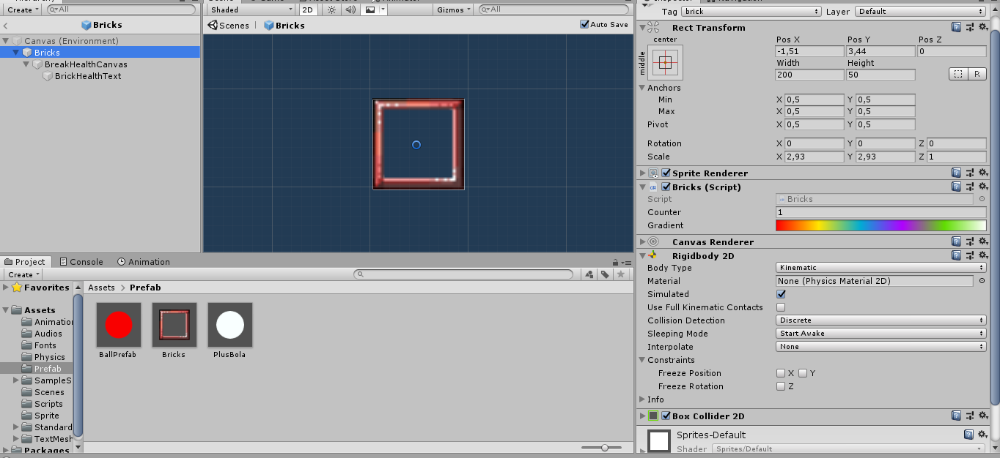 Create
All
Bricks
Canvas (Environment)
Bricks
BreakHealthCanvas
BrickHealthText
Shaded
2D
Gizmos
All
Scenes
Bricks
Auto Save
Tag
brick
Layer
Default
Rect Transform
center
middle
Pos X
Pos Y
Pos Z
-1,51
3,44
0
Width
Height
200
50
R
Anchors
Min
X 0,5
Y 0,5
Max
X 0,5
Y 0,5
Pivot
X 0,5
Y 0,5
Rotation
X 0
Y 0
Z 0
Scale
X 2,93
Y 2,93
Z 1
Sprite Renderer
Bricks (Script)
Script
Bricks
Counter
1
Gradient
Canvas Renderer
Rigidbody 2D
Body Type
Kinematic
Material
None (Physics Material 2D)
Simulated
Use Full Kinematic Contacts
Collision Detection
Discrete
Sleeping Mode
Start Awake
Interpolate
None
Constraints
Freeze Position
X
Y
Freeze Rotation
Z
Info
Box Collider 2D
Sprites-Default
Shader
Sprites/Default
Project
Console
Animation
Create
Favorites
Assets
Animatior
Audios
Fonts
Physics
Prefab
SampleS
Scenes
Scripts
Sprite
Standard
TextMesh
Packages
Assets
Prefab
BallPrefab
Bricks
PlusBola